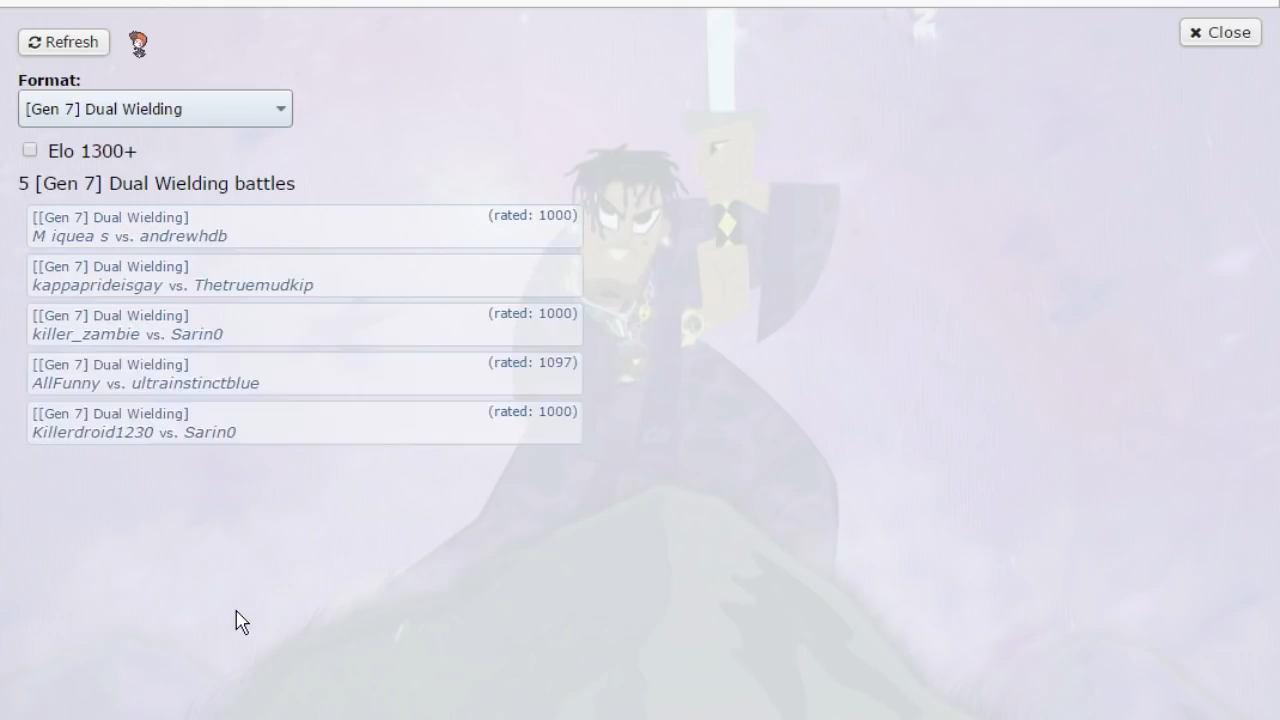 Refresh
Close
Format:
[Gen 7] Dual Wielding
Elo 1300+
5 [Gen 7] Dual Wielding battles
[[Gen 7] Dual Wielding] (rated: 1000)
M iquea s vs. andrewhdb
[[Gen 7] Dual Wielding]
kappaprideisgay vs. Thetruemudkip
[[Gen 7] Dual Wielding] (rated: 1000)
killer_zambie vs. Sarin0
[[Gen 7] Dual Wielding] (rated: 1097)
AllFunny vs. ultrainstinctblue
[[Gen 7] Dual Wielding] (rated: 1000)
Killerdroid1230 vs. Sarin0